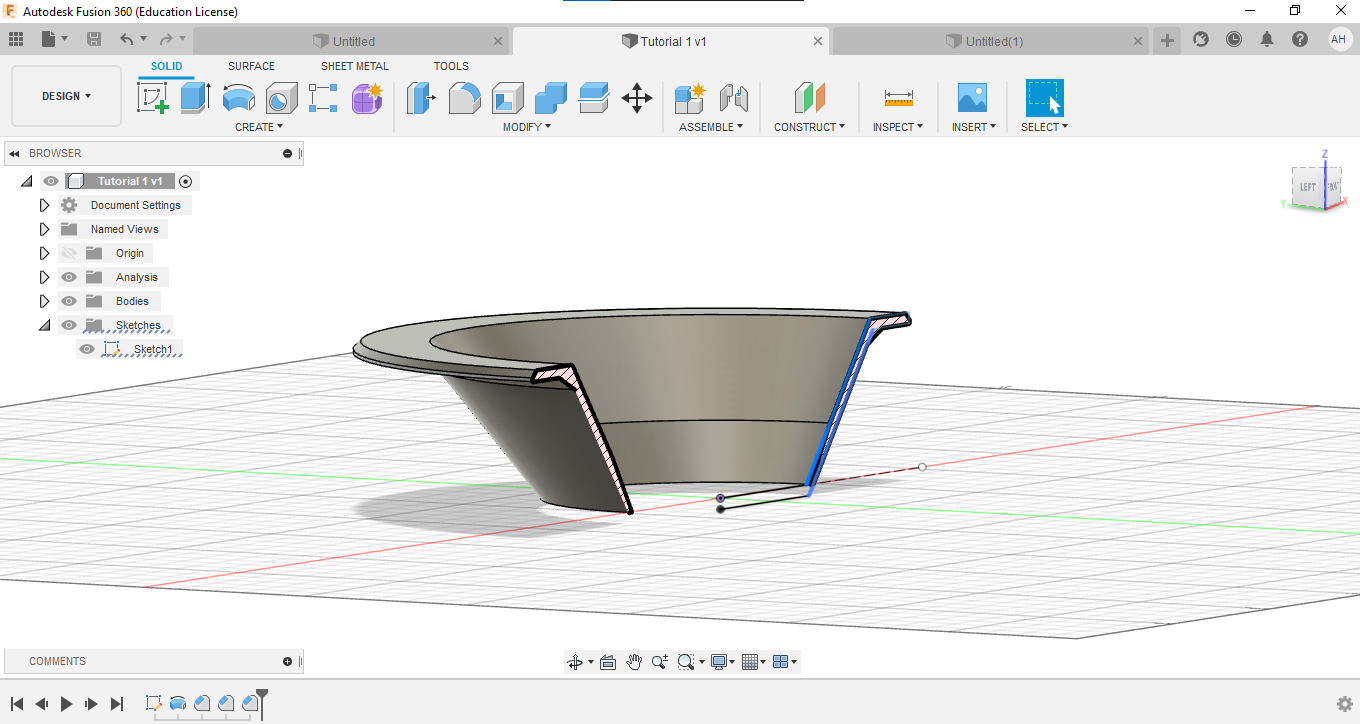 Autodesk Fusion 360 (Education License)
Untitled
Tutorial 1 v1
Untitled(1)
AH
SOLID SURFACE SHEET METAL TOOLS
DESIGN
CREATE MODIFY ASSEMBLE CONSTRUCT INSPECT INSERT SELECT
BROWSER
Tutorial 1 v1
Document Settings
Named Views
Origin
Analysis
Bodies
Sketches
Sketch1
Z
LEFT
Y
X
COMMENTS